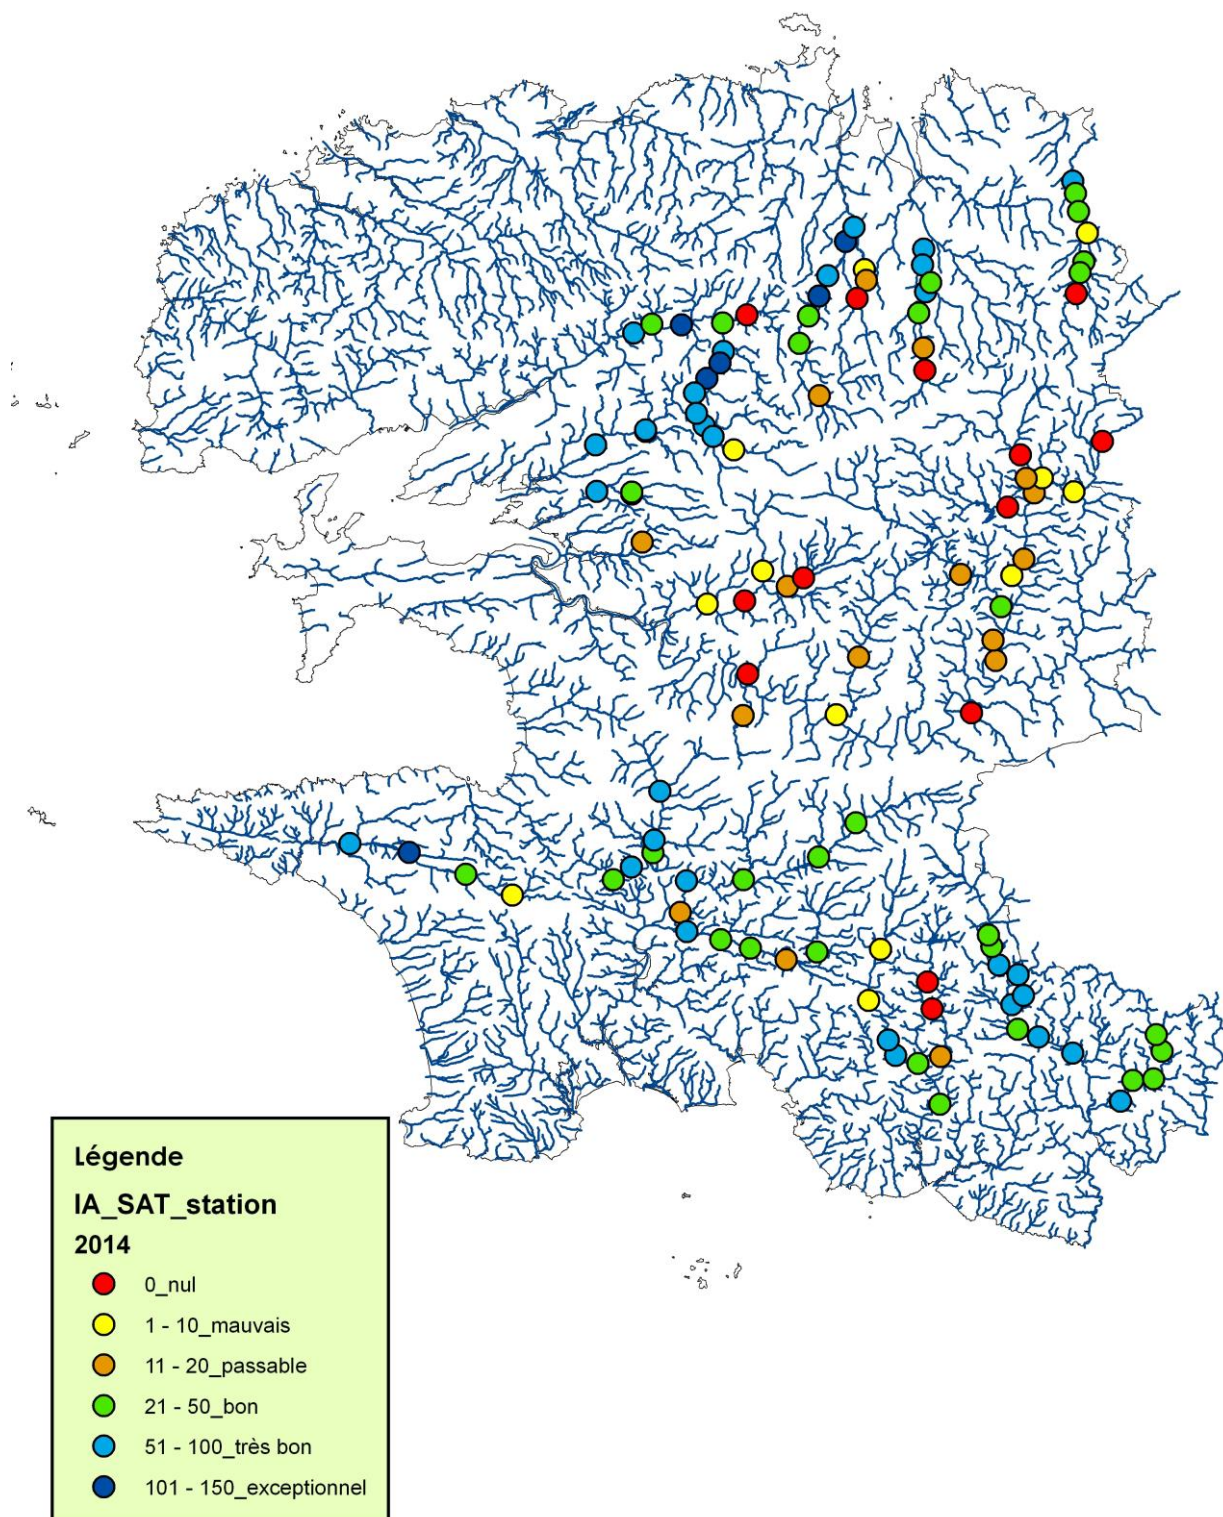 Légende
IA_SAT_station
2014
0_nul
1 - 10_mauvais
11 - 20_passable
21 - 50_bon
51 - 100_très bon
101 - 150_exceptionnel